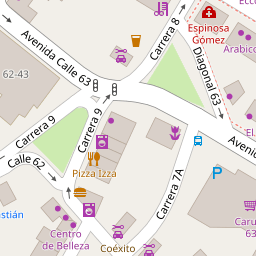 Ecc
Espinosa
Gómez
Arabico
Carrera 8
Avenida Calle 63
Diagonal 63
62-43
Carrera 9
Carrera 9
Avenid
Calle 62
Pizza Izza
Carrera 7A
P
stián
Centro
de Belleza
Coéxito
Caru
63